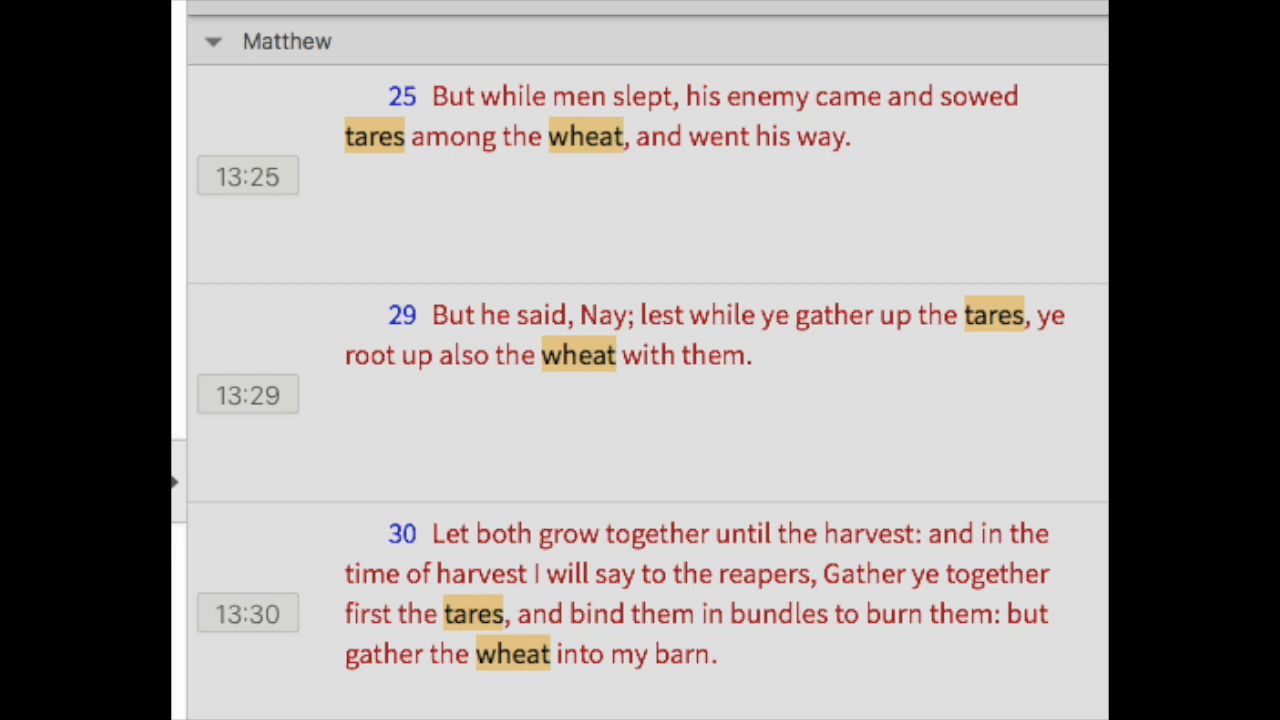 Matthew
25 But while men slept, his enemy came and sowed
tares among the wheat, and went his way.
13:25
29 But he said, Nay; lest while ye gather up the tares, ye
root up also the wheat with them.
13:29
30 Let both grow together until the harvest: and in the
time of harvest I will say to the reapers, Gather ye together
first the tares, and bind them in bundles to burn them: but
13:30
gather the wheat into my barn.